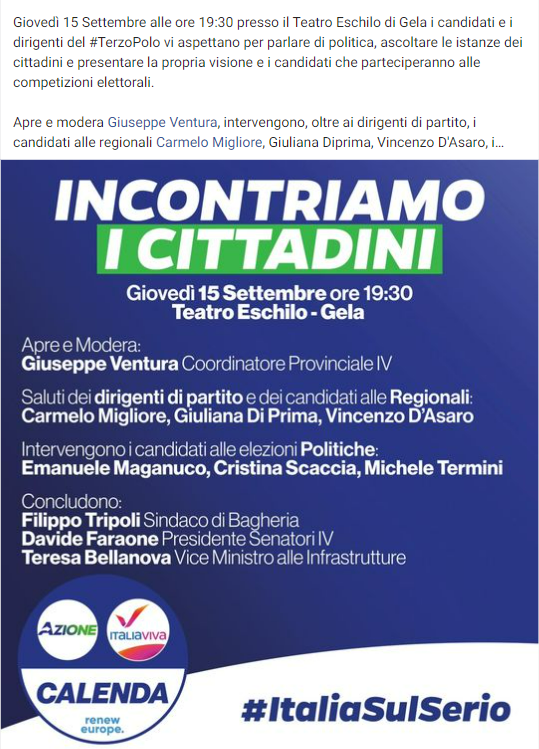 Giovedì 15 Settembre alle ore 19:30 presso il Teatro Eschilo di Gela i candidati e i
dirigenti del #TerzoPolo vi aspettano per parlare di politica, ascoltare le istanze dei
cittadini e presentare la propria visione e i candidati che parteciperanno alle
competizioni elettorali.
Apre e modera Giuseppe Ventura, intervengono, oltre ai dirigenti di partito, i
candidati alle regionali Carmelo Migliore, Giuliana Diprima, Vincenzo D'Asaro, i...
INCONTRIAMO
I CITTADINI
Giovedì 15 Settembre ore 19:30
Teatro Eschilo - Gela
Apre e Modera:
Giuseppe Ventura Coordinatore Provinciale IV
Saluti dei dirigenti di partito e dei candidati alle Regionali:
Carmelo Migliore, Giuliana Di Prima, Vincenzo D'Asaro
Intervengono i candidati alle elezioni Politiche:
Emanuele Maganuco, Cristina Scaccia, Michele Termini
Concludono:
Filippo Tripoli Sindaco di Bagheria
Davide Faraone Presidente Senatori IV
Teresa Bellanova Vice Ministro alle Infrastrutture
AZIONE
ITALIAVIVA
CALENDA
renew
europe.
#ItaliaSulSerio